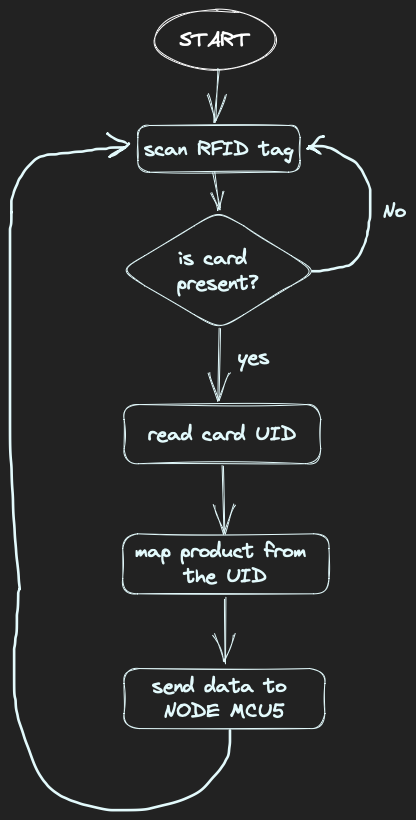 START
scan RFID tag
is card
present?
No
yes
read card UID
map product from
the UID
send data to
NODE MCU5